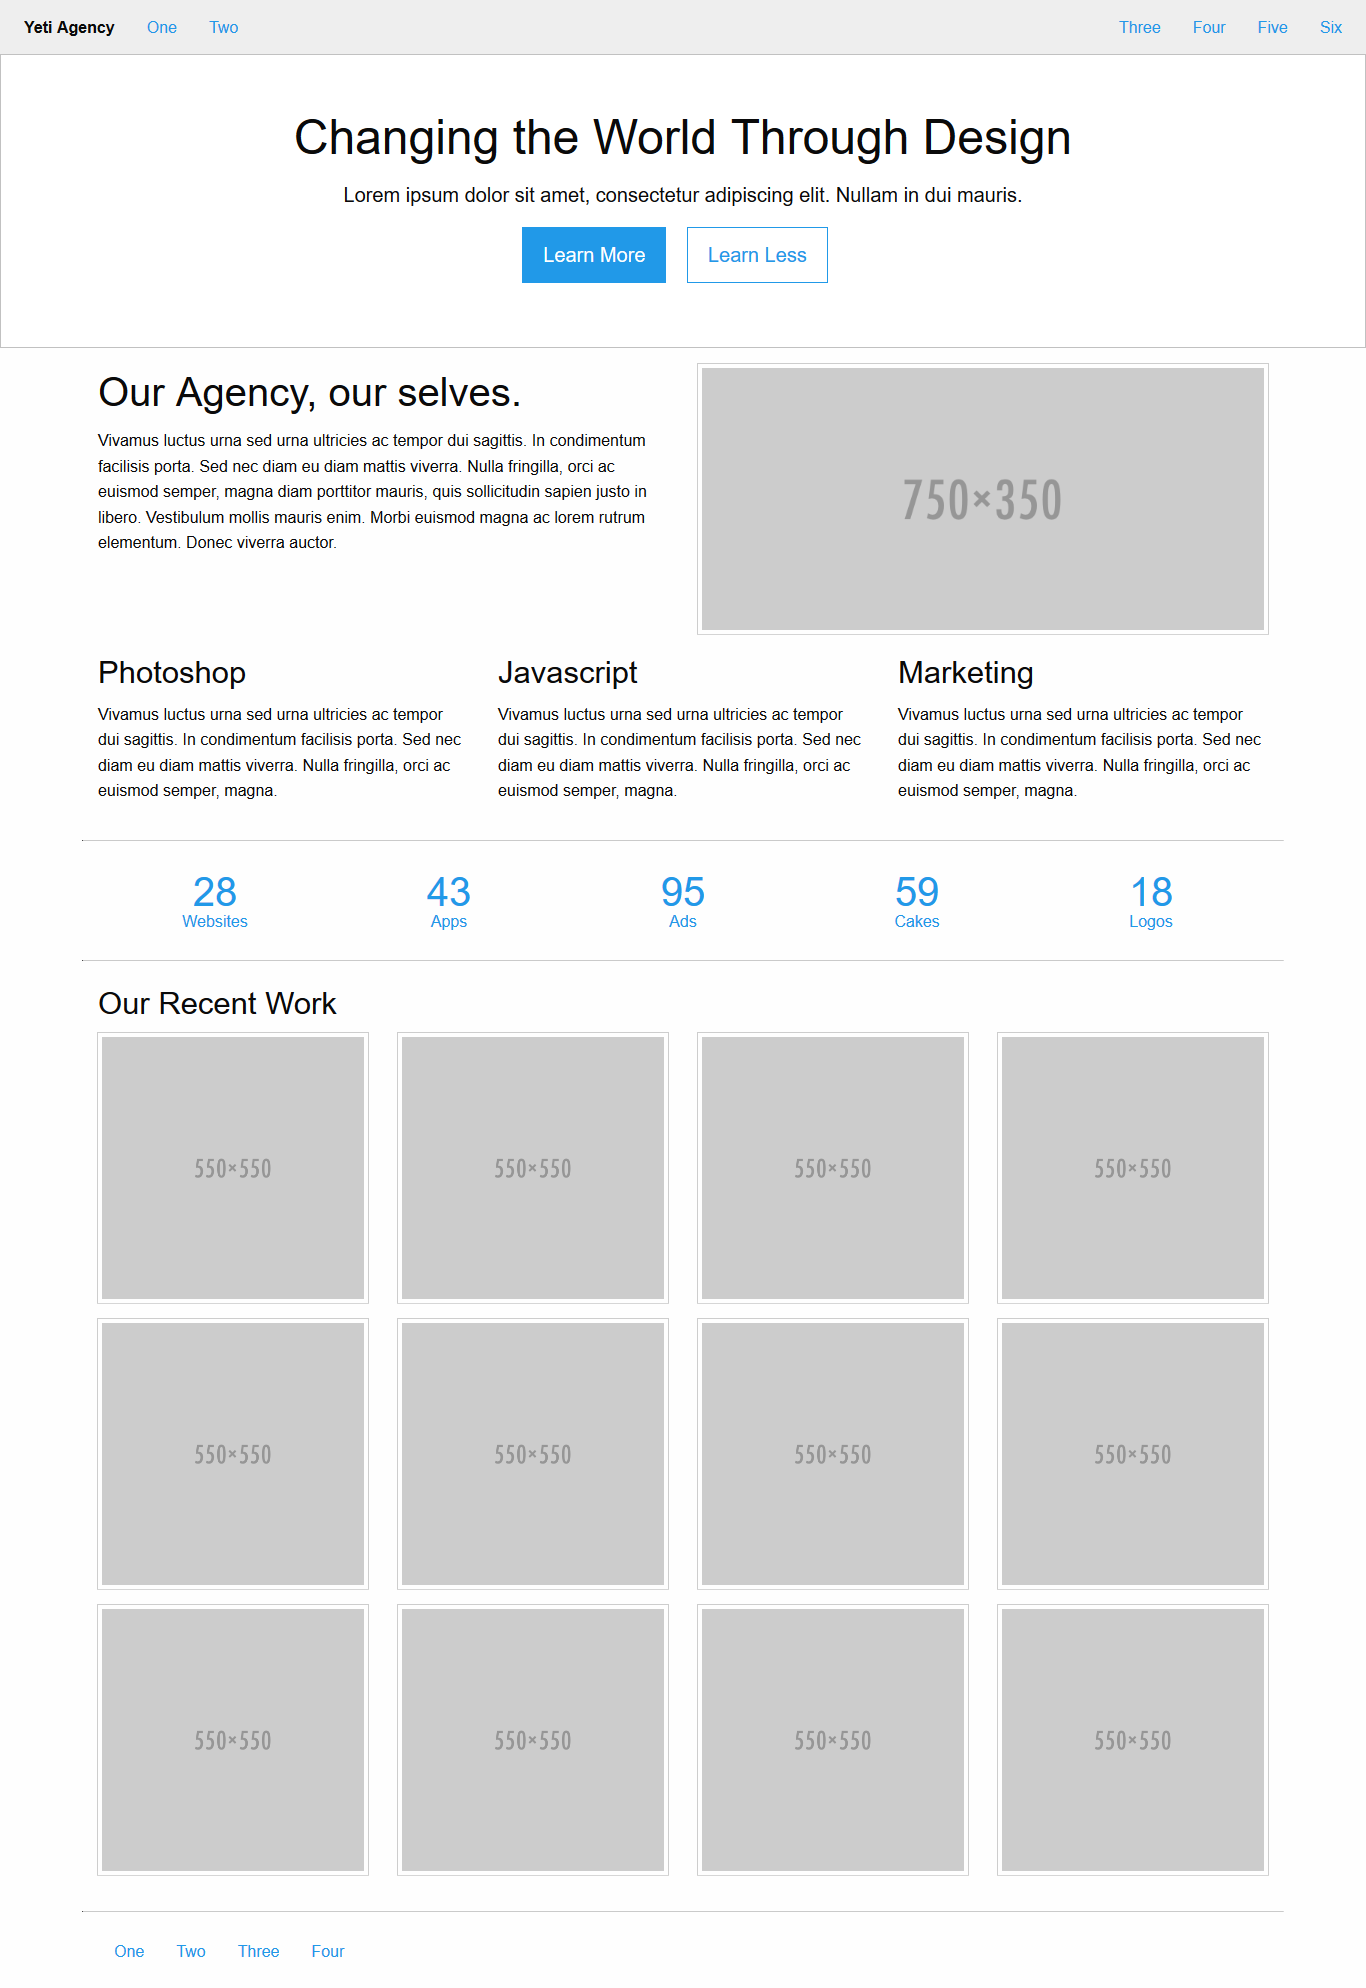 Yeti Agency One Two Three Four Five Six
Changing the World Through Design
Lorem ipsum dolor sit amet, consectetur adipiscing elit. Nullam in dui mauris.
Learn More Learn Less
Our Agency, our selves.
Vivamus luctus urna sed urna ultricies ac tempor dui sagittis. In condimentum
facilisis porta. Sed nec diam eu diam mattis viverra. Nulla fringilla, orci ac
euismod semper, magna diam porttitor mauris, quis sollicitudin sapien justo in
libero. Vestibulum mollis mauris enim. Morbi euismod magna ac lorem rutrum
elementum. Donec viverra auctor.
750×350
Photoshop
Vivamus luctus urna sed urna ultricies ac tempor
dui sagittis. In condimentum facilisis porta. Sed nec
diam eu diam mattis viverra. Nulla fringilla, orci ac
euismod semper, magna.
Javascript
Vivamus luctus urna sed urna ultricies ac tempor
dui sagittis. In condimentum facilisis porta. Sed nec
diam eu diam mattis viverra. Nulla fringilla, orci ac
euismod semper, magna.
Marketing
Vivamus luctus urna sed urna ultricies ac tempor
dui sagittis. In condimentum facilisis porta. Sed nec
diam eu diam mattis viverra. Nulla fringilla, orci ac
euismod semper, magna.
28
Websites
43
Apps
95
Ads
59
Cakes
18
Logos
Our Recent Work
550×550 550×550 550×550 550×550
550×550 550×550 550×550 550×550
550×550 550×550 550×550 550×550
One Two Three Four